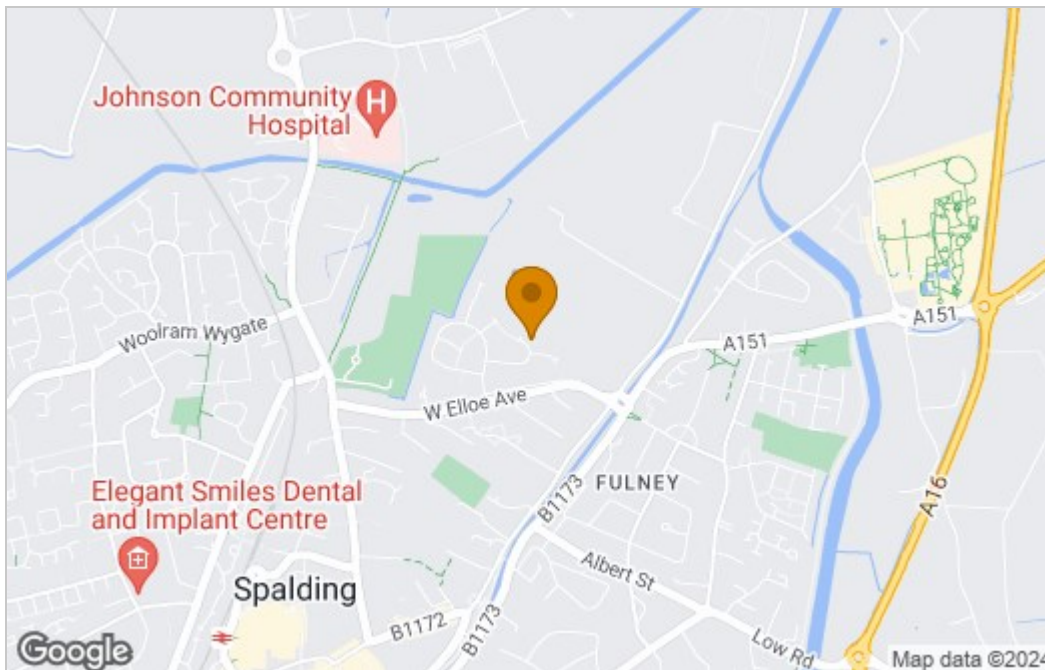 Johnson Community
Hospital
H
Woolram Wygate
W Elloe Ave
A151
A151
FULNEY
B1173
A16
Elegant Smiles Dental
and Implant Centre
Albert St
Spalding
B1172
B1173
Low Rd
Google
Map data ©2024